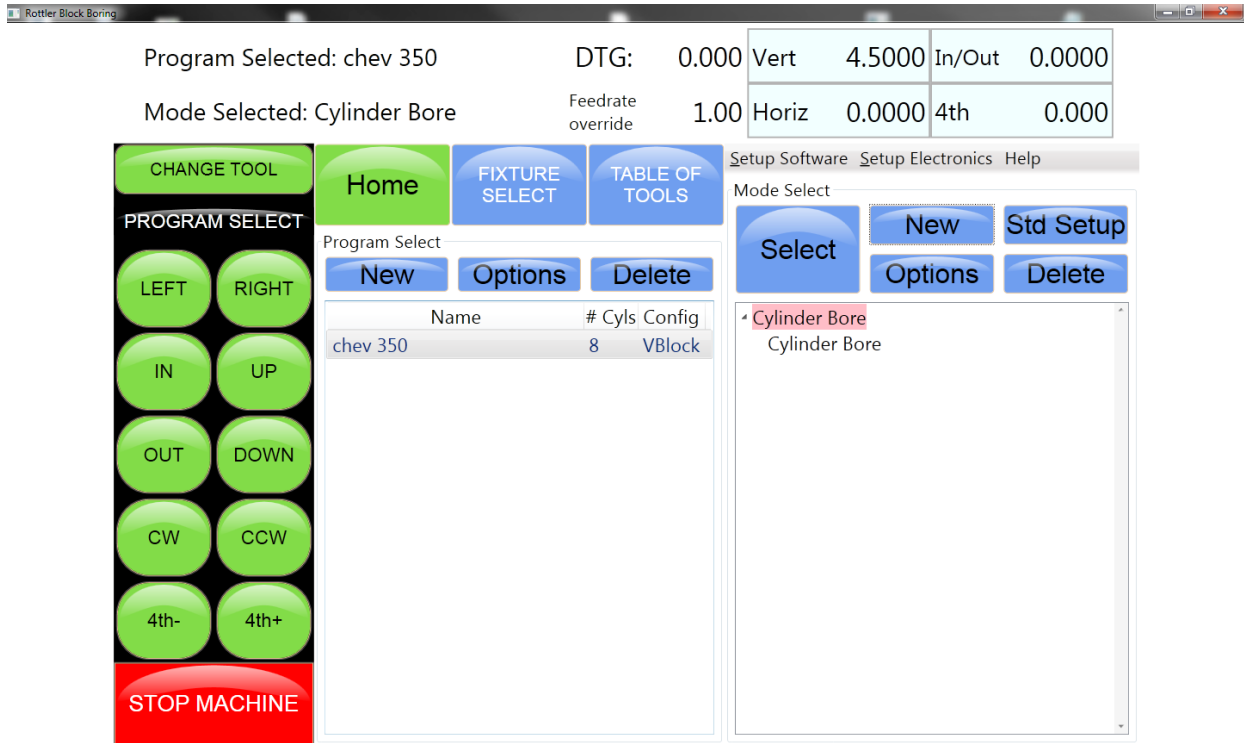 Rottler Block Boring
Program Selected: chev 350
DTG: 0.000
Vert 4.5000
In/Out 0.0000
Mode Selected: Cylinder Bore
Feedrate
override
1.00
Horiz 0.0000
4th 0.000
CHANGE TOOL
PROGRAM SELECT
LEFT
RIGHT
IN
UP
OUT
DOWN
CW
CCW
4th-
4th+
STOP MACHINE
Home
FIXTURE
SELECT
TABLE OF
TOOLS
Program Select
New
Options
Delete
Name # Cyls Config
chev 350 8 VBlock
Setup Software Setup Electronics Help
Mode Select
Select
New
Std Setup
Options
Delete
Cylinder Bore
Cylinder Bore